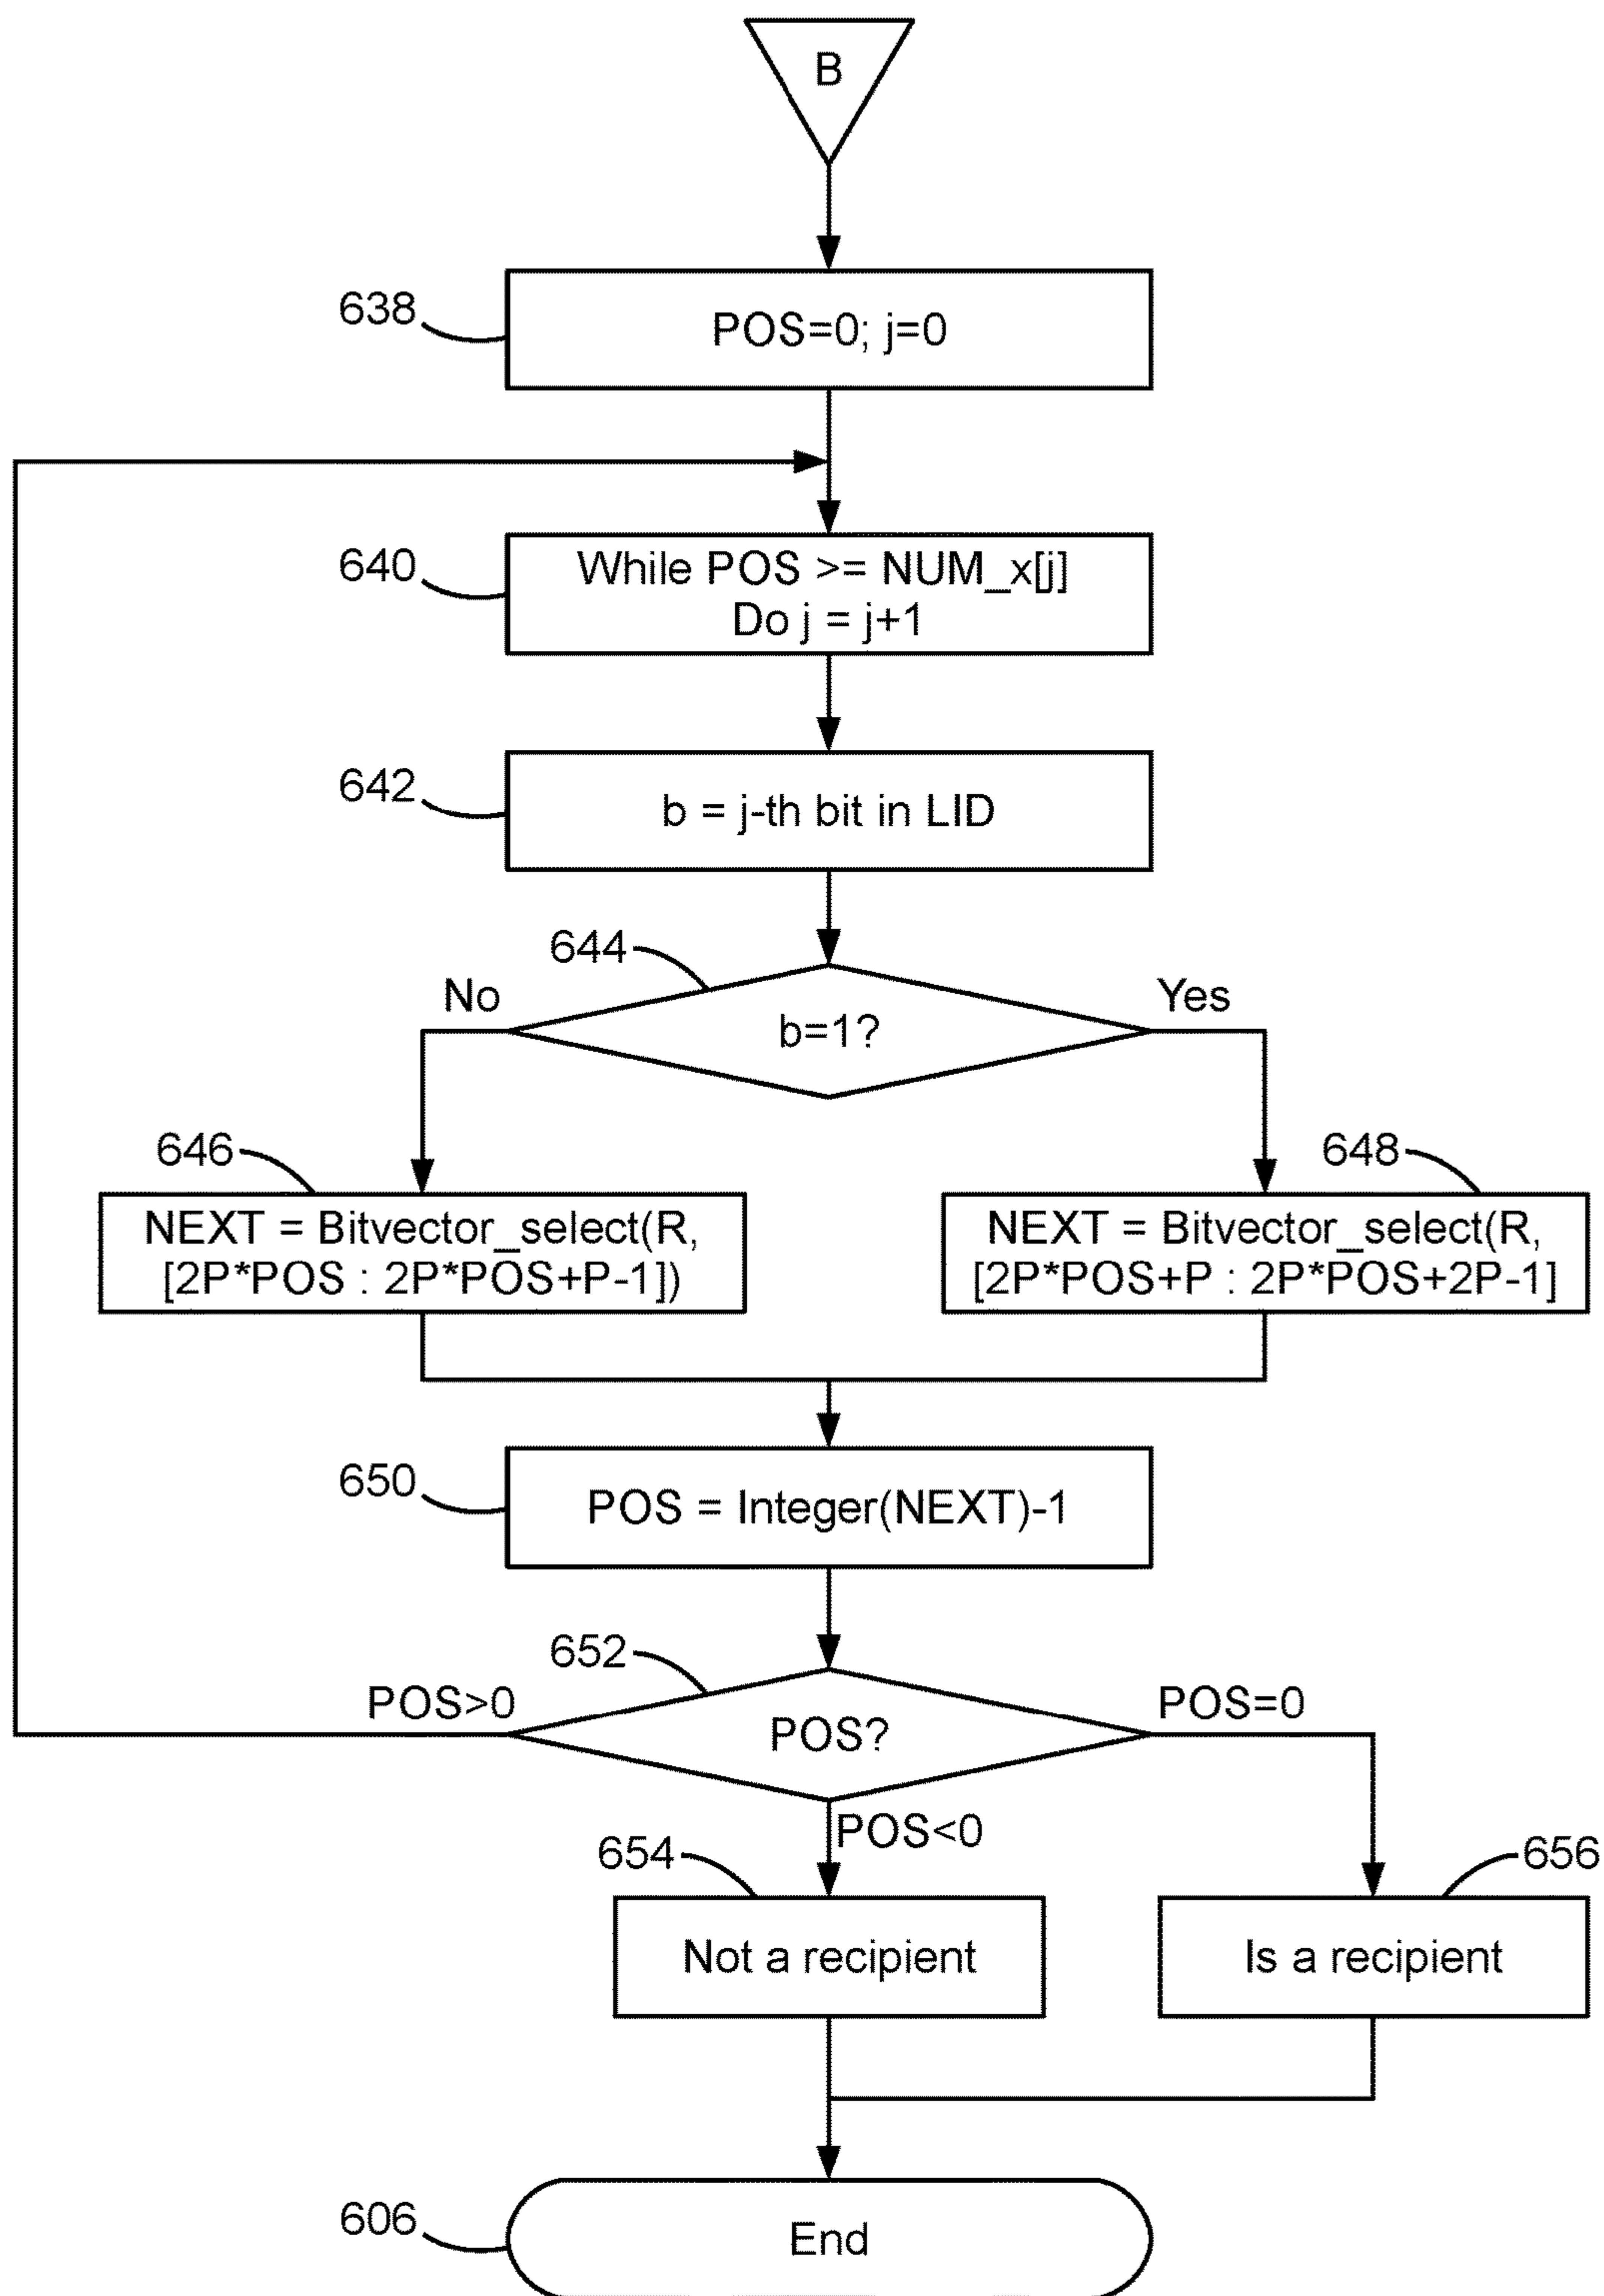 B
638
POS=0; j=0
640
While POS >= NUM_x[j]
Do j = j+1
642
b = j-th bit in LID
644
No
Yes
b=1?
646
648
NEXT = Bitvector_select(R,
[2P*POS : 2P*POS+P-1])
NEXT = Bitvector_select(R,
[2P*POS+P : 2P*POS+2P-1]
650
POS = Integer(NEXT)-1
652
POS>0
POS=0
POS?
POS<0
654
656
Not a recipient
Is a recipient
606
End